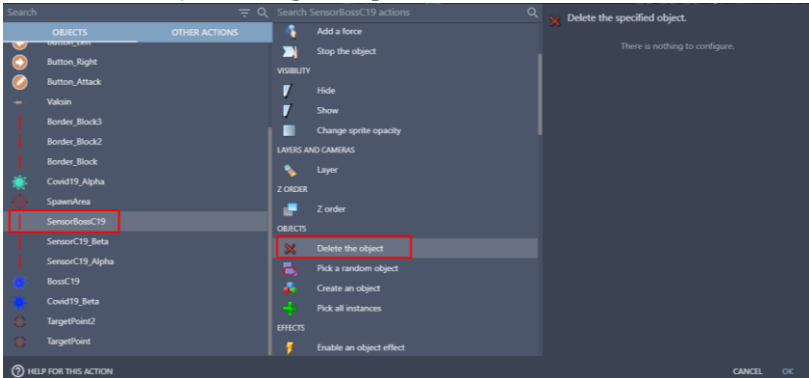 Search
OBJECTS
OTHER ACTIONS
Button_Left
Button_Right
Button_Attack
Vaksin
Border_Block3
Border_Block2
Border_Block
Covid19_Alpha
SpawnArea
SensorBossC19
SensorC19_Beta
SensorC19_Alpha
BossC19
Covid19_Beta
TargetPoint2
TargetPoint
HELP FOR THIS ACTION
Search SensorBossC19 actions
Add a force
Stop the object
VISIBILITY
Hide
Show
Change sprite opacity
LAYERS AND CAMERAS
Layer
Z ORDER
Z order
OBJECTS
Delete the object
Pick a random object
Create an object
Pick all instances
EFFECTS
Enable an object effect
Delete the specified object.
There is nothing to configure.
CANCEL
OK